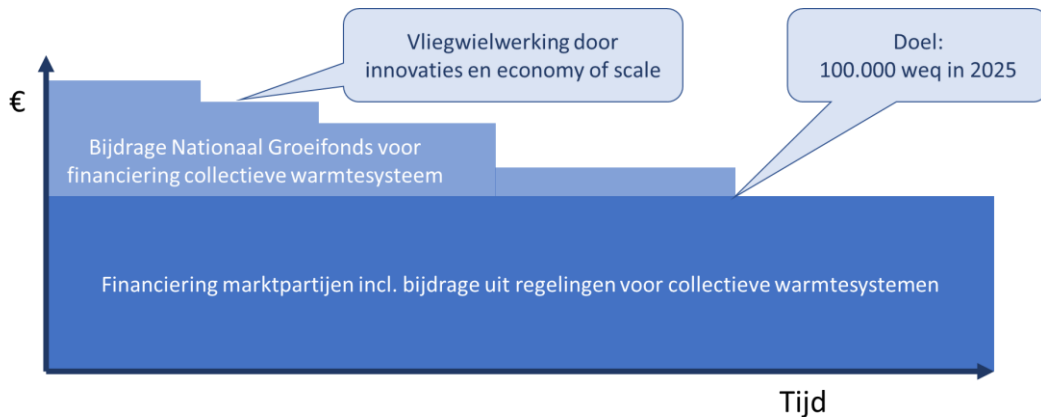 Vliegwielwerking door
innovaties en economy of scale
Doel:
100.000 weq in 2025
€
Bijdrage Nationaal Groeifonds voor
financiering collectieve warmtesysteem
Financiering marktpartijen incl. bijdrage uit regelingen voor collectieve warmtesystemen
Tijd